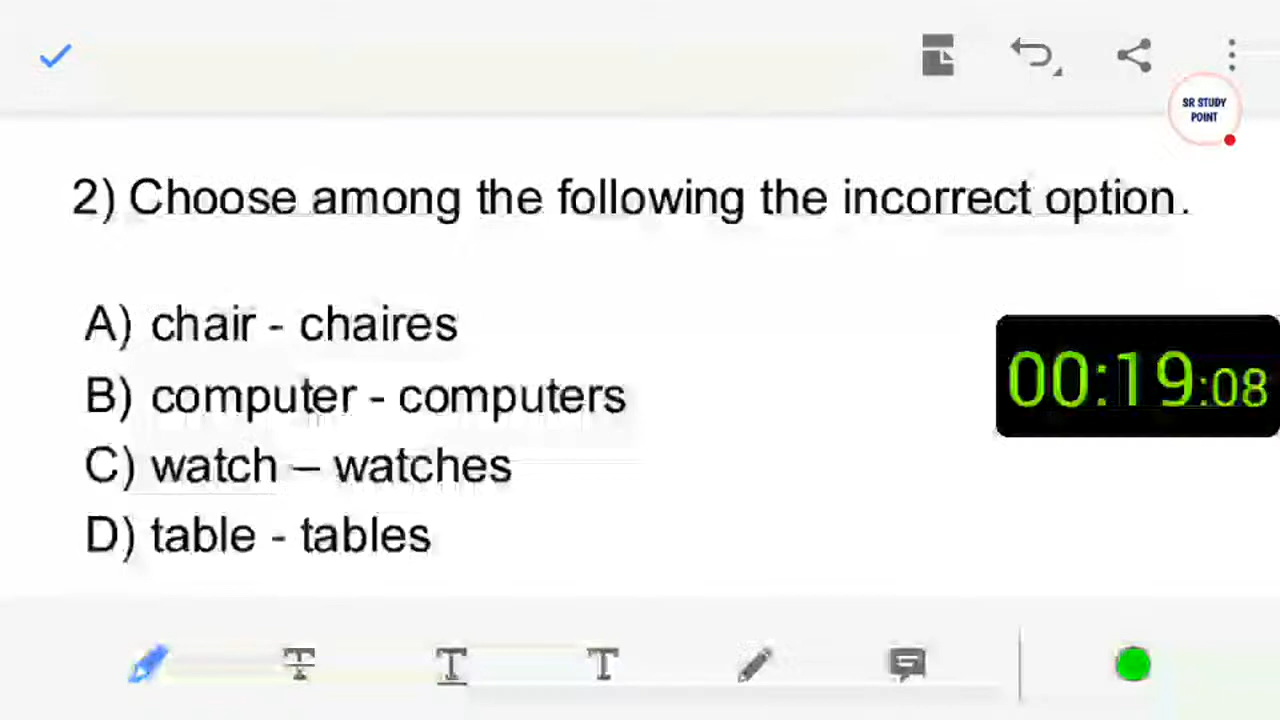 SR STUDY
POINT
2) Choose among the following the incorrect option.
A) chair - chaires
B) computer - computers
C) watch – watches
D) table - tables
00:19:08